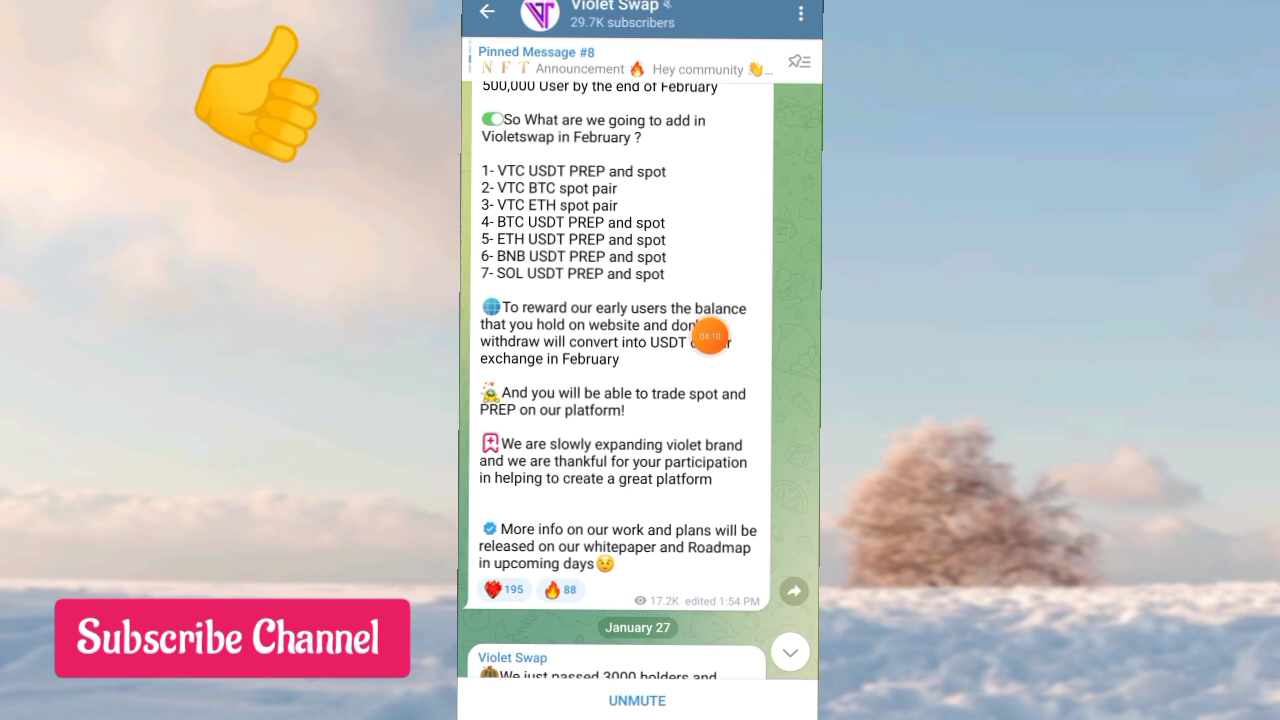 Violet Swap
29.7K subscribers
Pinned Message #8
N F T Announcement 🔥 Hey community 👋...
500,000 User by the end of February
So What are we going to add in
Violetswap in February ?
1- VTC USDT PREP and spot
2- VTC BTC spot pair
3- VTC ETH spot pair
4- BTC USDT PREP and spot
5- ETH USDT PREP and spot
6- BNB USDT PREP and spot
7- SOL USDT PREP and spot
🌐To reward our early users the balance
that you hold on website and
withdraw will convert into USDT
exchange in February
04:10
And you will be able to trade spot and
PREP on our platform!
We are slowly expanding violet brand
and we are thankful for your participation
in helping to create a great platform
More info on our work and plans will be
released on our whitepaper and Roadmap
in upcoming days😉
❤️‍🔥 195 🔥 88
17.2K edited 1:54 PM
January 27
Violet Swap
🎃We just passed 3000 holders and
UNMUTE
Subscribe Channel